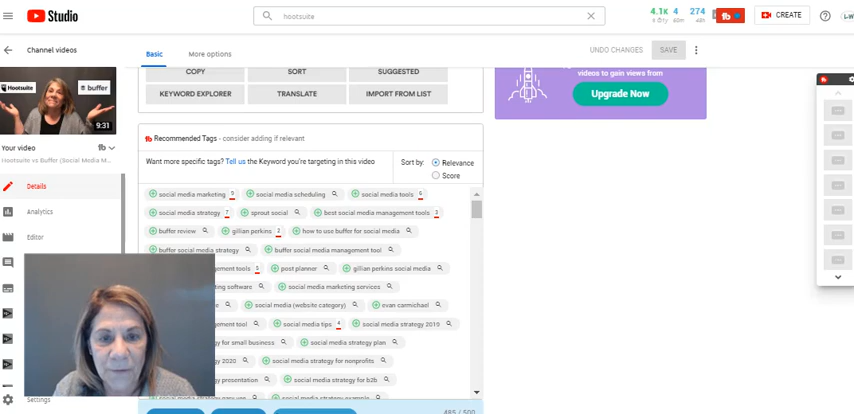 Studio
hootsuite
4.1K 4 274
60m 48h
CREATE
L-W
Channel videos
Basic More options
UNDO CHANGES SAVE
COPY SORT SUGGESTED
KEYWORD EXPLORER TRANSLATE IMPORT FROM LIST
videos to gain views from
Upgrade Now
Hootsuite buffer
9:31
Your video
Hootsuite vs Buffer (Social Media M...
Details
Analytics
Editor
Settings
Recommended Tags - consider adding if relevant
Want more specific tags? Tell us the Keyword you're targeting in this video
Sort by: Relevance
Score
social media marketing 9 social media scheduling social media tools 6
social media strategy 7 sprout social best social media management tools 3
buffer review gillian perkins 2 how to use buffer for social media
buffer social media strategy buffer social media management tool
gement tools 5 post planner gillian perkins social media
ting software social media marketing services
social media (website category) evan carmichael
ment tool social media tips 4 social media strategy 2019
gy for small business social media strategy plan
gy 2020 social media strategy for nonprofits
gy presentation social media strategy for b2b
social media strategy example
485 / 500